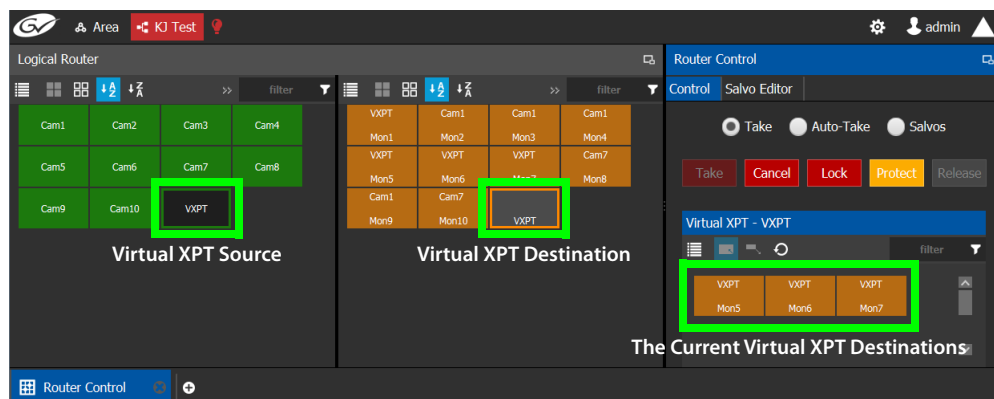 GV Area KJ Test admin
Logical Router
Router Control
filter
filter
Control Salvo Editor
Cam1 Cam2 Cam3 Cam4
Cam5 Cam6 Cam7 Cam8
Cam9 Cam10 VXPT
Virtual XPT Source
VXPT Cam1 Cam1 Cam1
Mon1 Mon2 Mon3 Mon4
VXPT VXPT VXPT Cam7
Mon5 Mon6 Mon7 Mon8
Cam1 Cam7
Mon9 Mon10 VXPT
Virtual XPT Destination
Take Auto-Take Salvos
Take Cancel Lock Protect Release
Virtual XPT - VXPT
filter
VXPT VXPT VXPT
Mon5 Mon6 Mon7
The Current Virtual XPT Destinations
Router Control